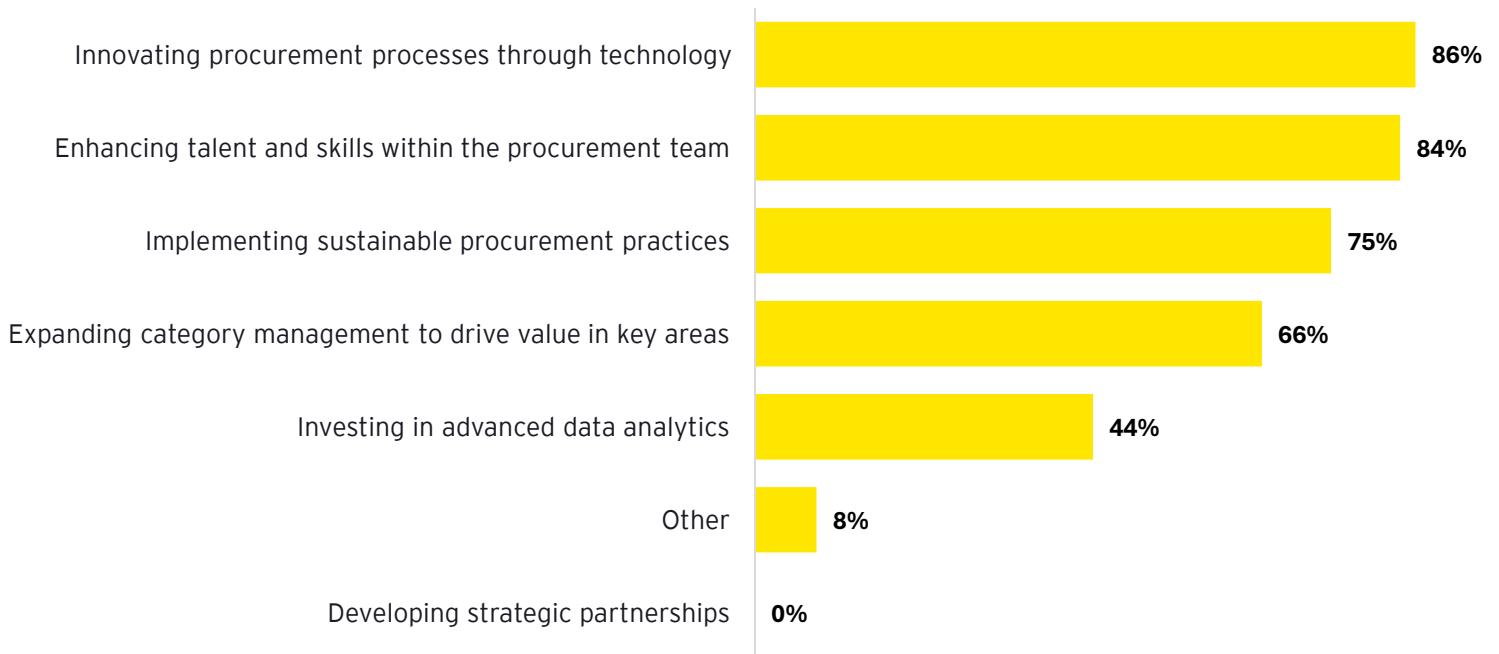 Innovating procurement processes through technology 86%
Enhancing talent and skills within the procurement team 84%
Implementing sustainable procurement practices 75%
Expanding category management to drive value in key areas 66%
Investing in advanced data analytics 44%
Other 8%
Developing strategic partnerships 0%